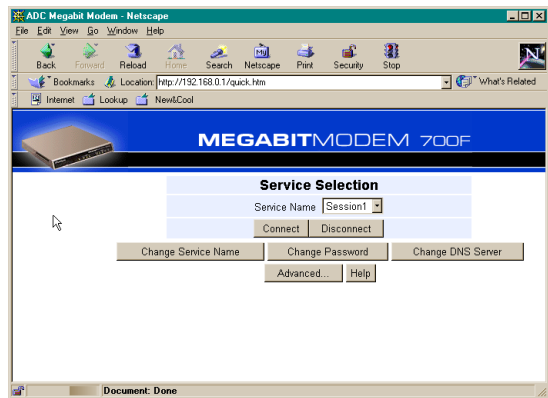 ADC Megabit Modem - Netscape
File Edit View Go Window Help
Back Forward Reload Home Search Netscape Print Security Stop
My
N
Bookmarks Location: http://192.168.0.1/quick.htm What's Related
Internet Lookup New&Cool
MEGABITMODEM 700F
Service Selection
Service Name Session1
Connect Disconnect
Change Service Name Change Password Change DNS Server
Advanced... Help
Document: Done